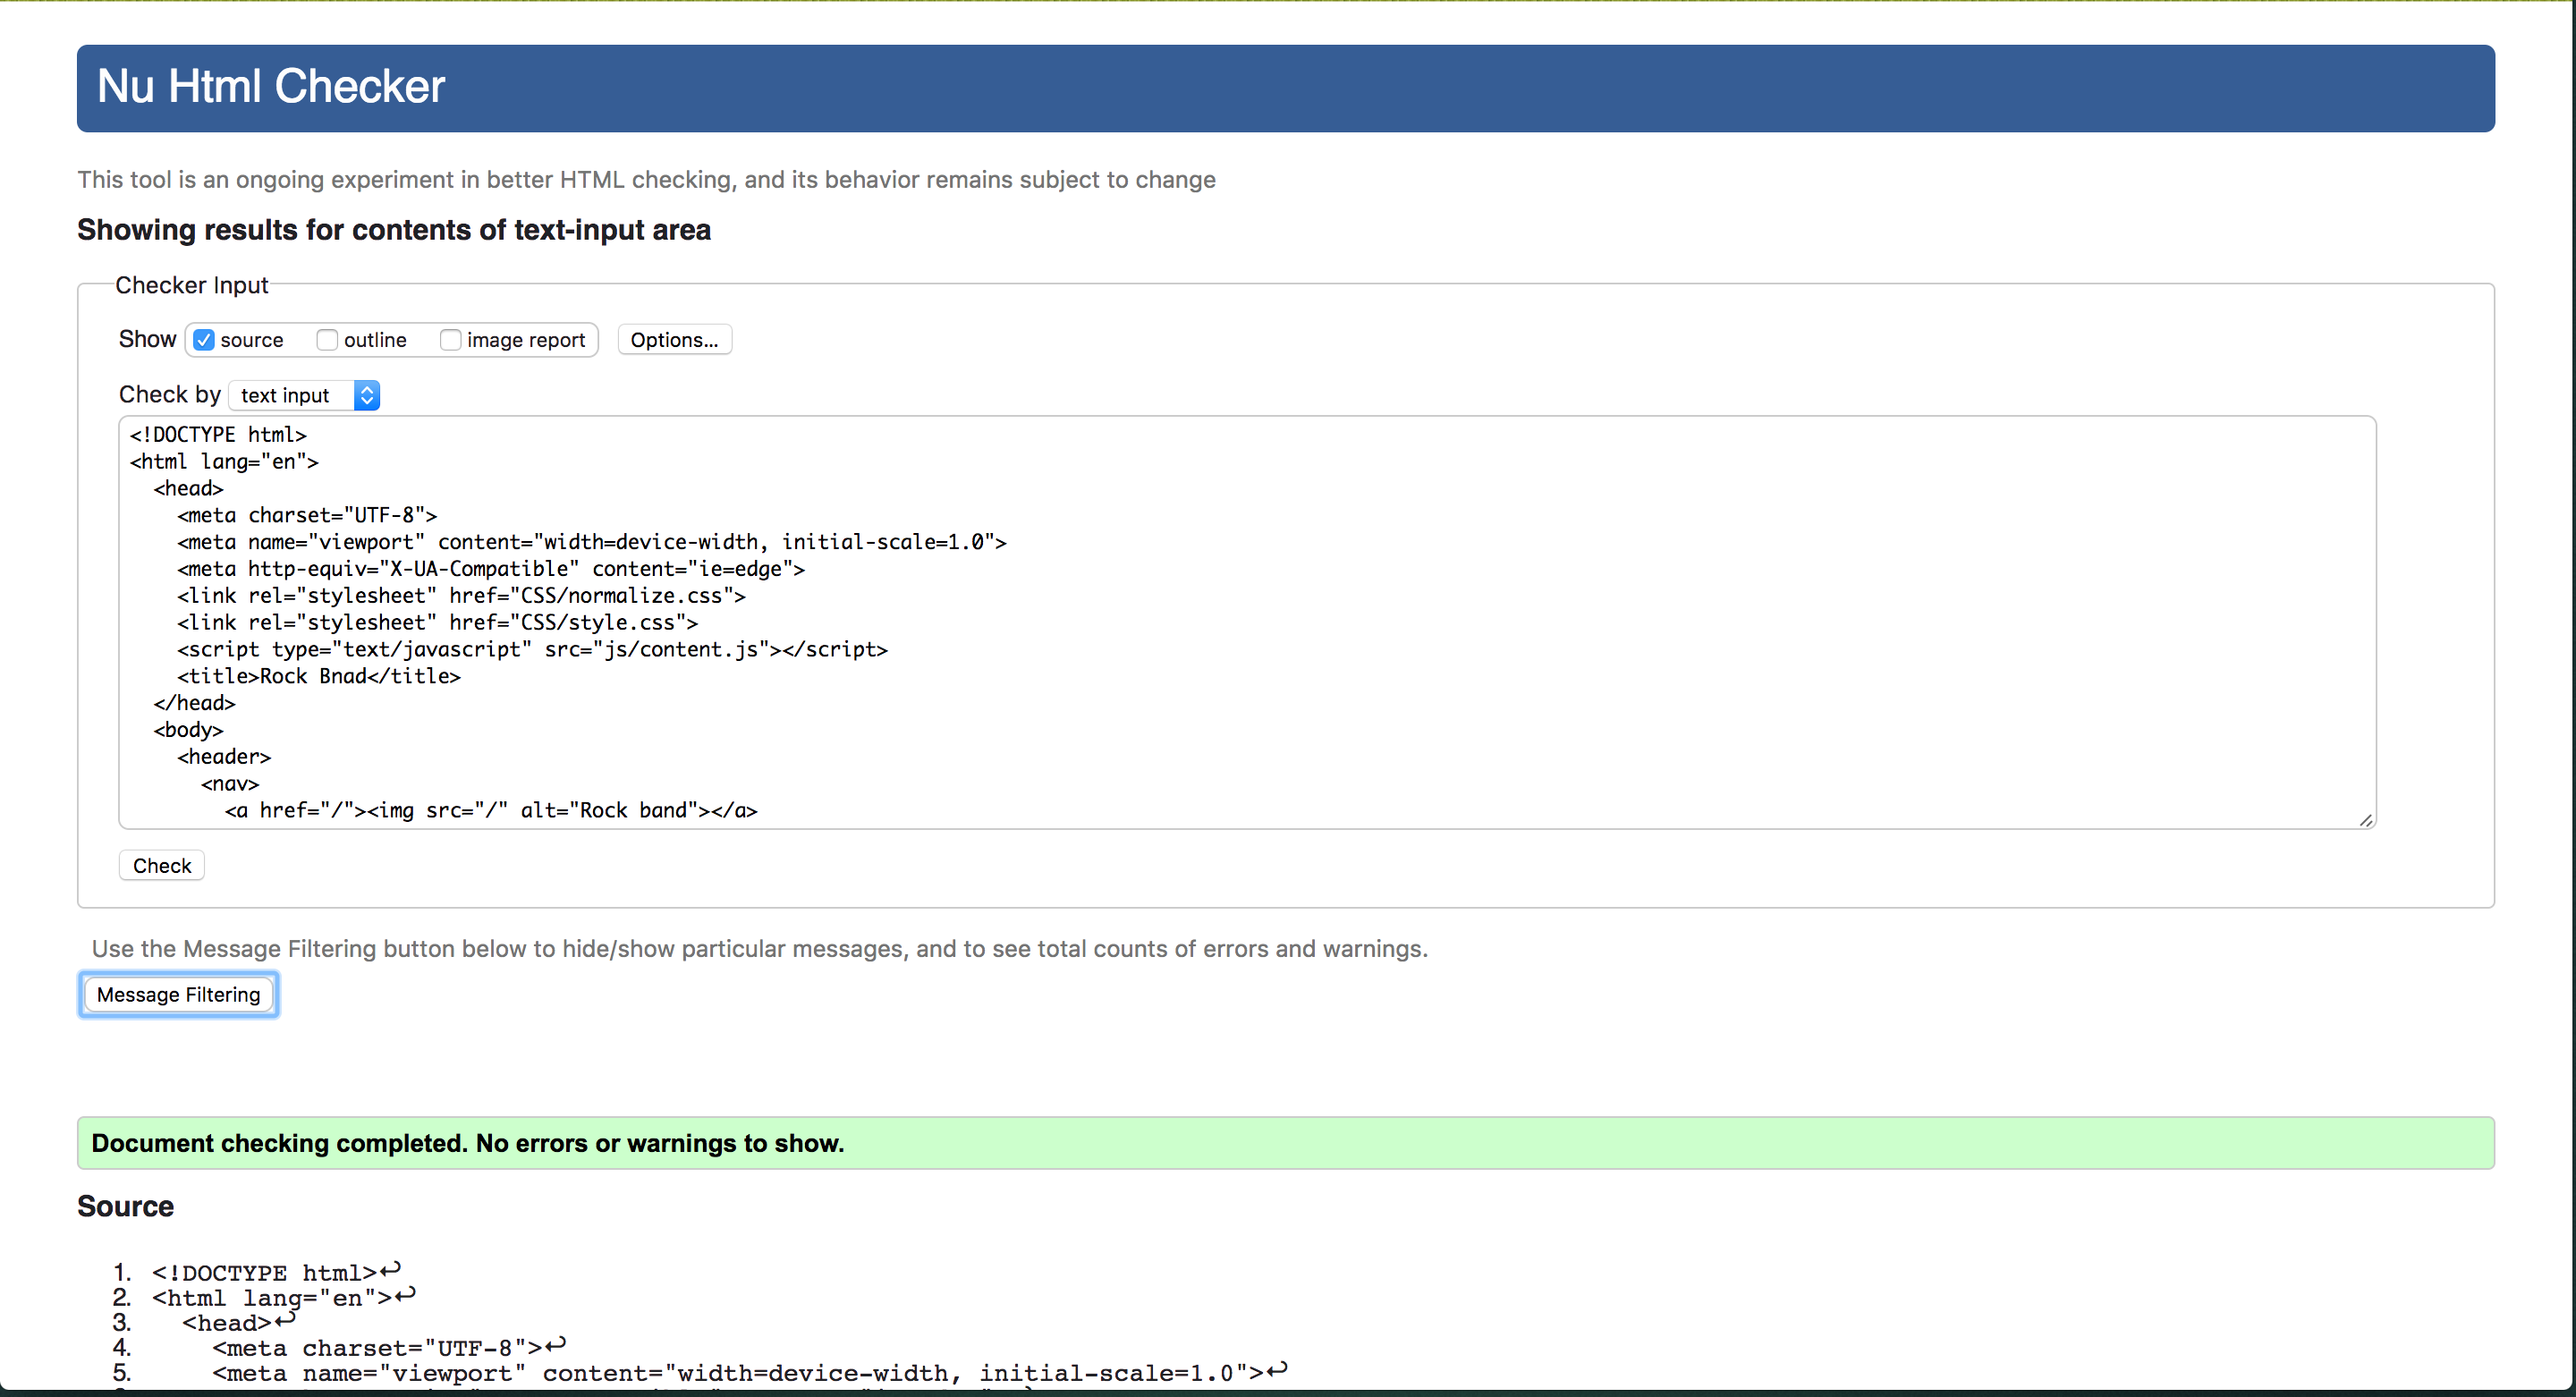 Nu Html Checker
This tool is an ongoing experiment in better HTML checking, and its behavior remains subject to change
Showing results for contents of text-input area
Checker Input
Show source outline image report Options...
Check by text input
<!DOCTYPE html>
<html lang="en">
  <head>
    <meta charset="UTF-8">
    <meta name="viewport" content="width=device-width, initial-scale=1.0">
    <meta http-equiv="X-UA-Compatible" content="ie=edge">
    <link rel="stylesheet" href="CSS/normalize.css">
    <link rel="stylesheet" href="CSS/style.css">
    <script type="text/javascript" src="js/content.js"></script>
    <title>Rock Bnad</title>
  </head>
  <body>
    <header>
      <nav>
        <a href="/"><img src="/" alt="Rock band"></a>
Check
Use the Message Filtering button below to hide/show particular messages, and to see total counts of errors and warnings.
Message Filtering
Document checking completed. No errors or warnings to show.
Source
1. <!DOCTYPE html>↩
2. <html lang="en">↩
3.   <head>↩
4.     <meta charset="UTF-8">↩
5.     <meta name="viewport" content="width=device-width, initial-scale=1.0">↩